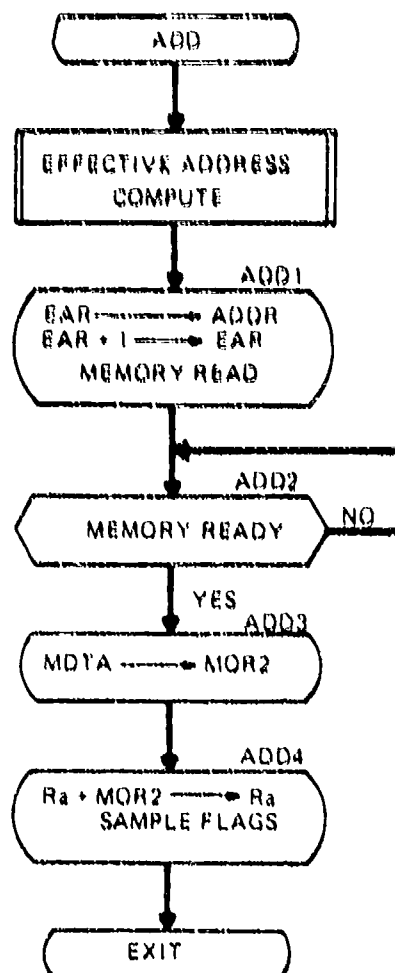 ADD
EFFECTIVE ADDRESS
COMPUTE
ADD1
EAR → ADDR
EAR + 1 → EAR
MEMORY READ
ADD2
MEMORY READY
NO
YES
ADD3
MDTA → MOR2
ADD4
Ra + MOR2 → Ra
SAMPLE FLAGS
EXIT